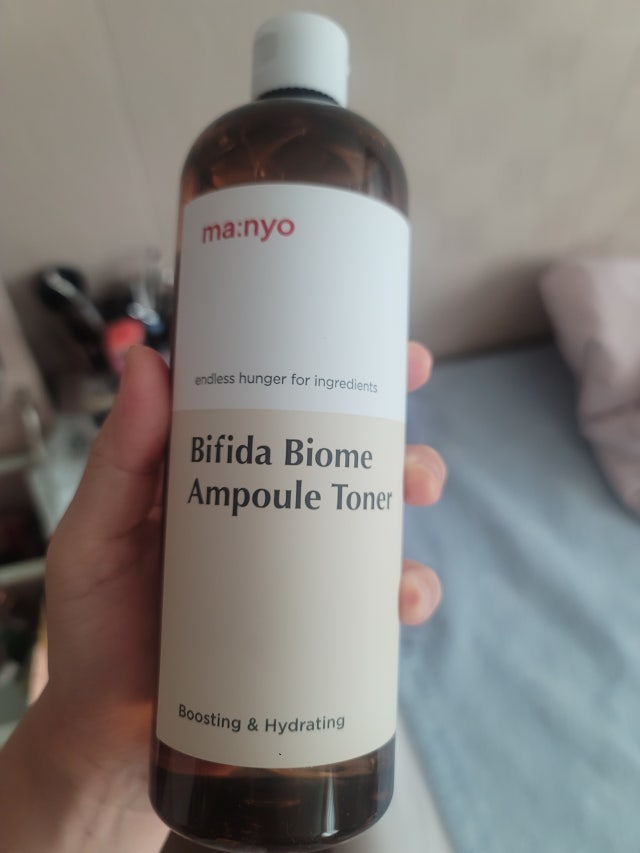 ma:nyo
endless hunger for ingredients
Bifida Biome
Ampoule Toner
Boosting & Hydrating